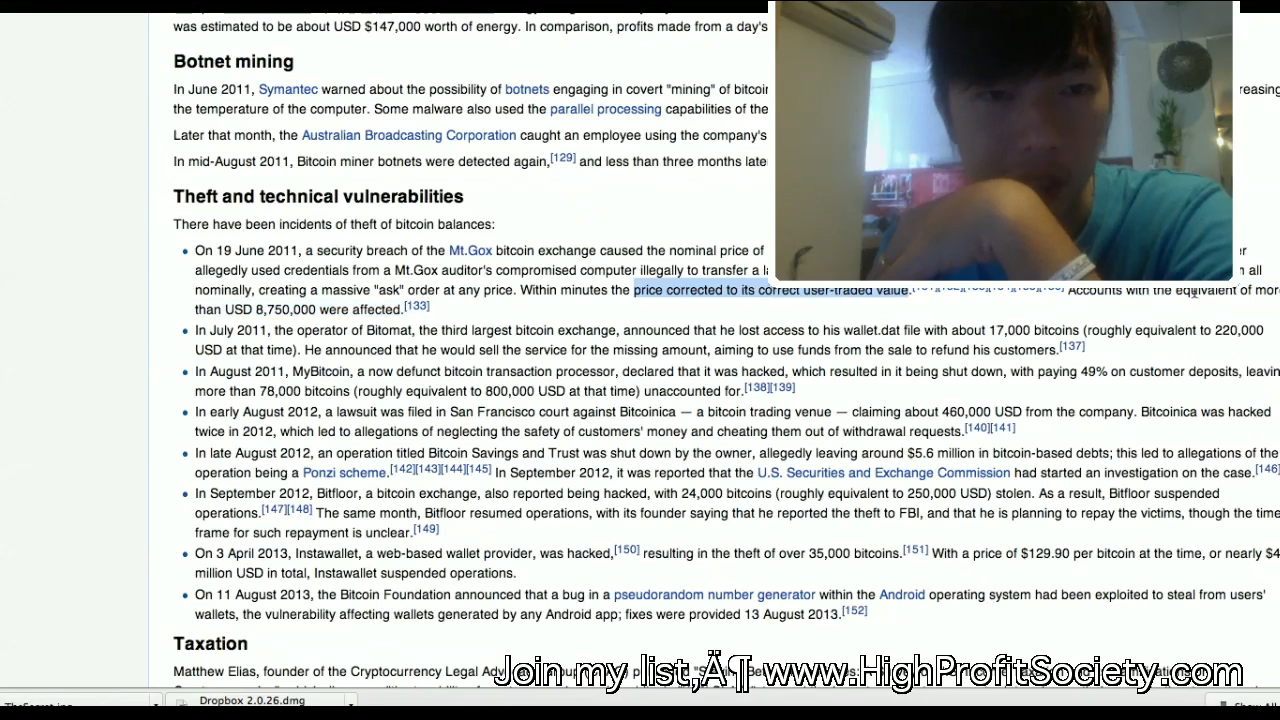 was estimated to be about USD $147,000 worth of energy. In comparison, profits made from a day's
Botnet mining
In June 2011, Symantec warned about the possibility of botnets engaging in covert "mining" of bitcoin
reasing
the temperature of the computer. Some malware also used the parallel processing capabilities of the
Later that month, the Australian Broadcasting Corporation caught an employee using the company's
In mid-August 2011, Bitcoin miner botnets were detected again,[129] and less than three months late
Theft and technical vulnerabilities
There have been incidents of theft of bitcoin balances:
• On 19 June 2011, a security breach of the Mt.Gox bitcoin exchange caused the nominal price of
allegedly used credentials from a Mt.Gox auditor's compromised computer illegally to transfer a l all
nominally, creating a massive "ask" order at any price. Within minutes the price corrected to its correct user-traded value. Accounts with the equivalent of more
than USD 8,750,000 were affected.[133]
• In July 2011, the operator of Bitomat, the third largest bitcoin exchange, announced that he lost access to his wallet.dat file with about 17,000 bitcoins (roughly equivalent to 220,000
USD at that time). He announced that he would sell the service for the missing amount, aiming to use funds from the sale to refund his customers.[137]
• In August 2011, MyBitcoin, a now defunct bitcoin transaction processor, declared that it was hacked, which resulted in it being shut down, with paying 49% on customer deposits, leavin
more than 78,000 bitcoins (roughly equivalent to 800,000 USD at that time) unaccounted for.[138][139]
• In early August 2012, a lawsuit was filed in San Francisco court against Bitcoinica — a bitcoin trading venue — claiming about 460,000 USD from the company. Bitcoinica was hacked
twice in 2012, which led to allegations of neglecting the safety of customers' money and cheating them out of withdrawal requests.[140][141]
• In late August 2012, an operation titled Bitcoin Savings and Trust was shut down by the owner, allegedly leaving around $5.6 million in bitcoin-based debts; this led to allegations of the
operation being a Ponzi scheme.[142][143][144][145] In September 2012, it was reported that the U.S. Securities and Exchange Commission had started an investigation on the case.[146]
• In September 2012, Bitfloor, a bitcoin exchange, also reported being hacked, with 24,000 bitcoins (roughly equivalent to 250,000 USD) stolen. As a result, Bitfloor suspended
operations.[147][148] The same month, Bitfloor resumed operations, with its founder saying that he reported the theft to FBI, and that he is planning to repay the victims, though the time
frame for such repayment is unclear.[149]
• On 3 April 2013, Instawallet, a web-based wallet provider, was hacked,[150] resulting in the theft of over 35,000 bitcoins.[151] With a price of $129.90 per bitcoin at the time, or nearly $4
million USD in total, Instawallet suspended operations.
• On 11 August 2013, the Bitcoin Foundation announced that a bug in a pseudorandom number generator within the Android operating system had been exploited to steal from users'
wallets, the vulnerability affecting wallets generated by any Android app; fixes were provided 13 August 2013.[152]
Taxation
Matthew Elias, founder of the Cryptocurrency Legal
Join my list‚Ä¶ www.HighProfitSociety.com
Dropbox 2.0.26.dmg